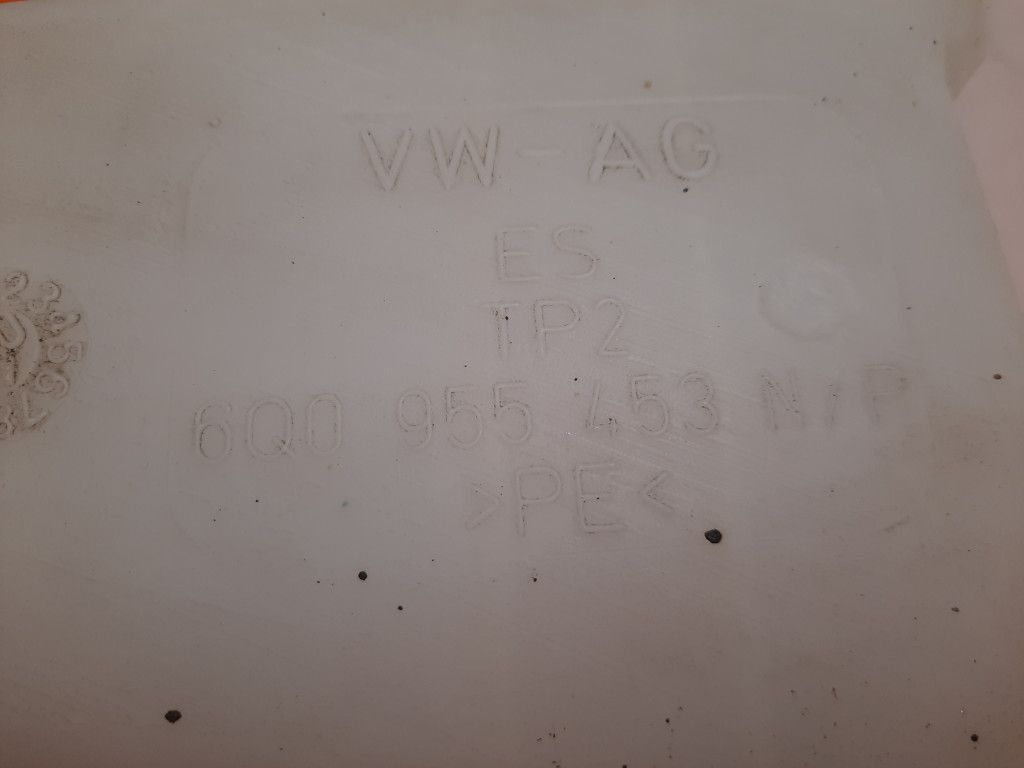 VW-AG
ES
TP2
6Q0 955 453 N/P
>PE<